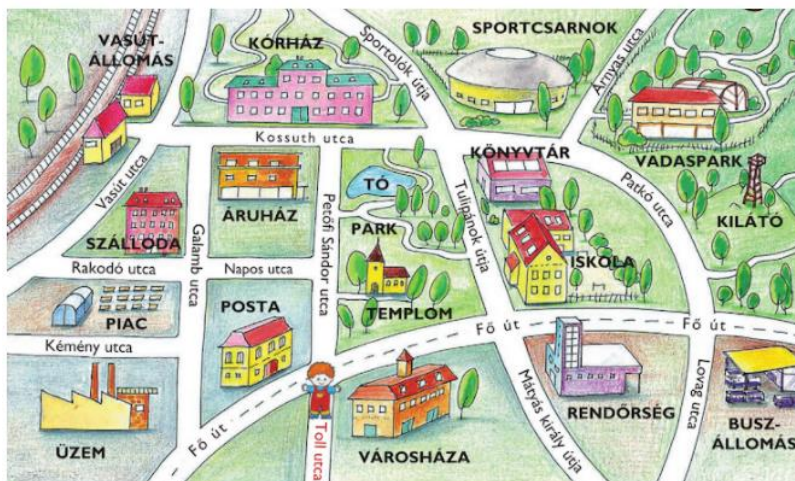 VASÚT-
ÁLLOMÁS
KÓRHÁZ
Sportolók útja
SPORTCSARNOK
Árnyas utca
Kossuth utca
KÖNYVTÁR
VADASPARK
Vasút utca
ÁRUHÁZ
Petőfi Sándor utca
TÓ
Tulipánok útja
Patkó utca
KILÁTÓ
SZÁLLODA
Galamb utca
PARK
ISKOLA
Rakodó utca
Napos utca
PIAC
POSTA
TEMPLOM
Kémény utca
Fő út
Fő út
ÜZEM
Fő út
Toll utca
VÁROSHÁZA
Mátyás király útja
RENDŐRSÉG
Lovag utca
BUSZ-
ÁLLOMÁS